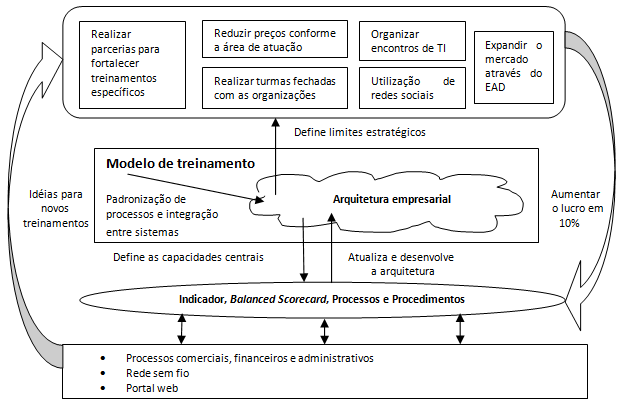 Realizar
parcerias para
fortalecer
treinamentos
específicos
Reduzir preços conforme
a área de atuação
Organizar
encontros de TI
Expandir o
mercado
através do
EAD
Realizar turmas fechadas
com as organizações
Utilização de
redes sociais
Define limites estratégicos
Modelo de treinamento
Padronização de
processos e integração
entre sistemas
Arquitetura empresarial
Idéias para
novos
treinamentos
Aumentar
o lucro em
10%
Define as capacidades centrais
Atualiza e desenvolve
a arquitetura
Indicador, Balanced Scorecard, Processos e Procedimentos
• Processos comerciais, financeiros e administrativos
• Rede sem fio
• Portal web